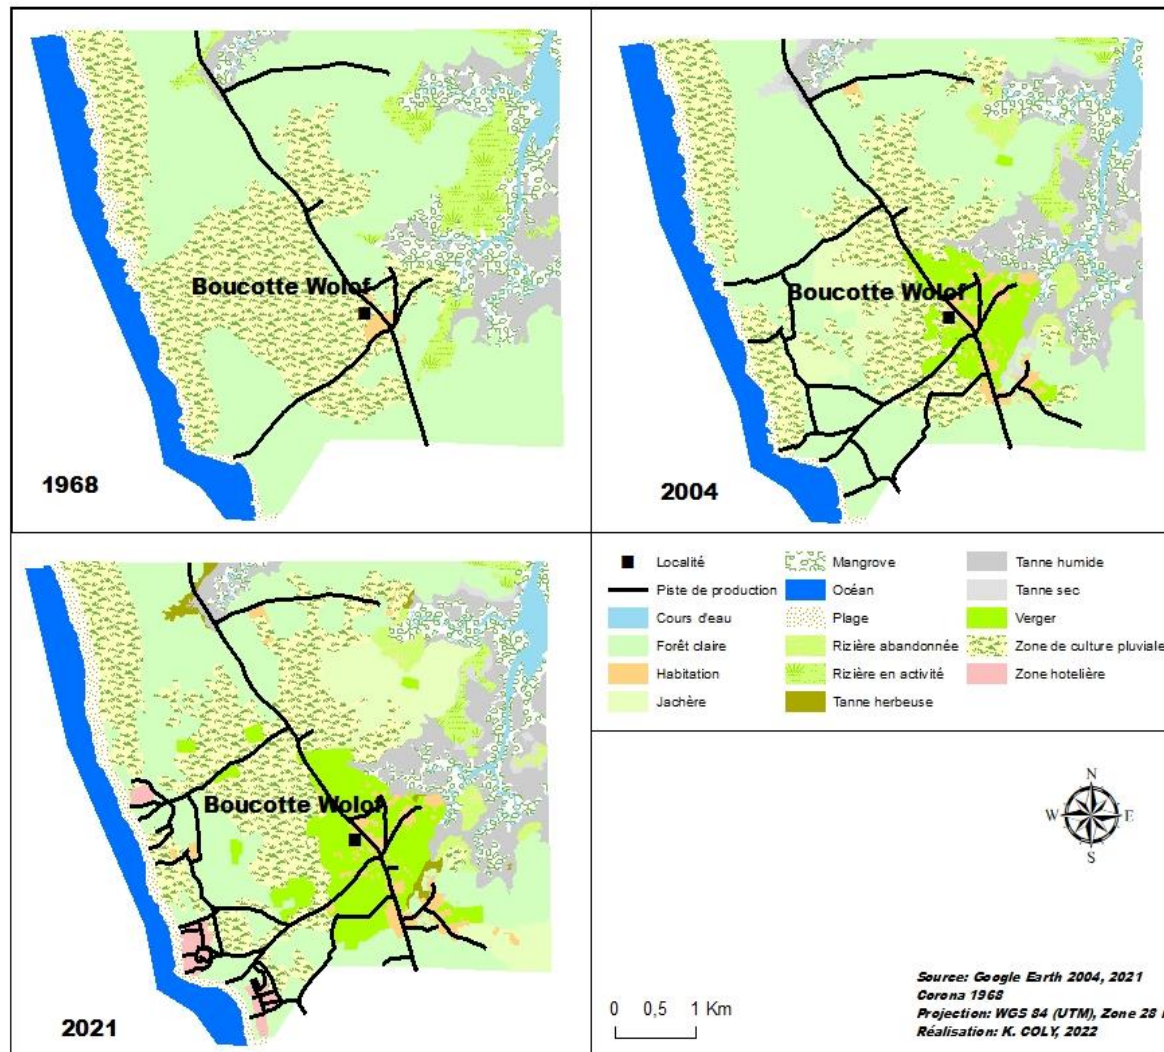 Boucotte Wolof
1968
Boucotte Wolof
2004
Boucotte Wolof
2021
Localité
Piste de production
Cours d'eau
Forêt claire
Habitation
Jachère
Mangrove
Océan
Plage
Rizière abandonnée
Rizière en activité
Tanne herbeuse
Tanne humide
Tanne sec
Verger
Zone de culture pluviale
Zone hotelière
N
W E
S
0 0,5 1 Km
Source: Google Earth 2004, 2021
Corona 1968
Projection: WGS 84 (UTM), Zone 28
Réalisation: K. COLY, 2022